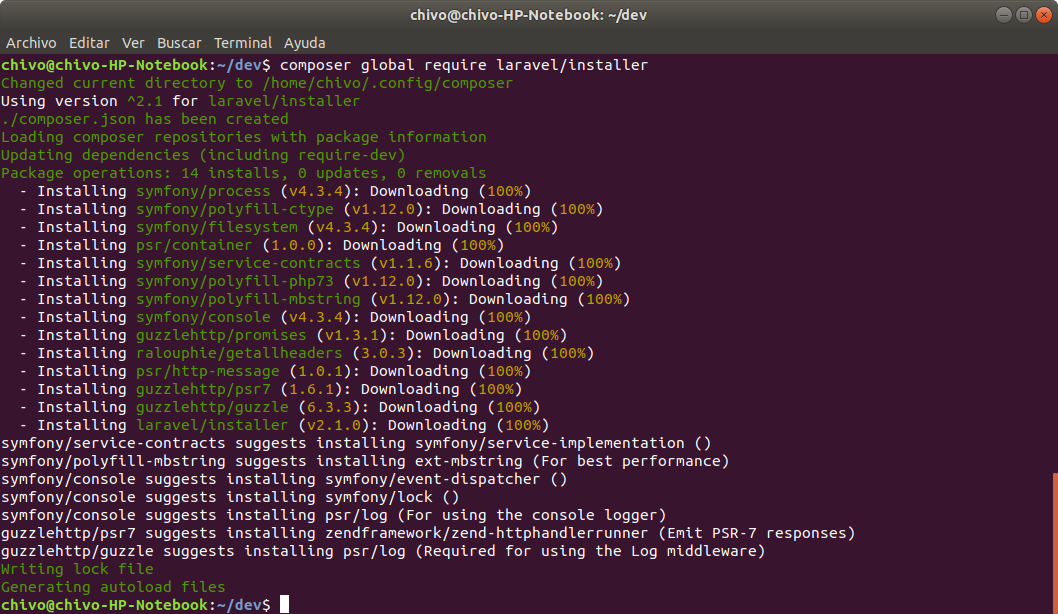 chivo@chivo-HP-Notebook: ~/dev
Archivo Editar Ver Buscar Terminal Ayuda
chivo@chivo-HP-Notebook:~/dev$ composer global require laravel/installer
Changed current directory to /home/chivo/.config/composer
Using version ^2.1 for laravel/installer
./composer.json has been created
Loading composer repositories with package information
Updating dependencies (including require-dev)
Package operations: 14 installs, 0 updates, 0 removals
  - Installing symfony/process (v4.3.4): Downloading (100%)
  - Installing symfony/polyfill-ctype (v1.12.0): Downloading (100%)
  - Installing symfony/filesystem (v4.3.4): Downloading (100%)
  - Installing psr/container (1.0.0): Downloading (100%)
  - Installing symfony/service-contracts (v1.1.6): Downloading (100%)
  - Installing symfony/polyfill-php73 (v1.12.0): Downloading (100%)
  - Installing symfony/polyfill-mbstring (v1.12.0): Downloading (100%)
  - Installing symfony/console (v4.3.4): Downloading (100%)
  - Installing guzzlehttp/promises (v1.3.1): Downloading (100%)
  - Installing ralouphie/getallheaders (3.0.3): Downloading (100%)
  - Installing psr/http-message (1.0.1): Downloading (100%)
  - Installing guzzlehttp/psr7 (1.6.1): Downloading (100%)
  - Installing guzzlehttp/guzzle (6.3.3): Downloading (100%)
  - Installing laravel/installer (v2.1.0): Downloading (100%)
symfony/service-contracts suggests installing symfony/service-implementation ()
symfony/polyfill-mbstring suggests installing ext-mbstring (For best performance)
symfony/console suggests installing symfony/event-dispatcher ()
symfony/console suggests installing symfony/lock ()
symfony/console suggests installing psr/log (For using the console logger)
guzzlehttp/psr7 suggests installing zendframework/zend-httphandlerrunner (Emit PSR-7 responses)
guzzlehttp/guzzle suggests installing psr/log (Required for using the Log middleware)
Writing lock file
Generating autoload files
chivo@chivo-HP-Notebook:~/dev$